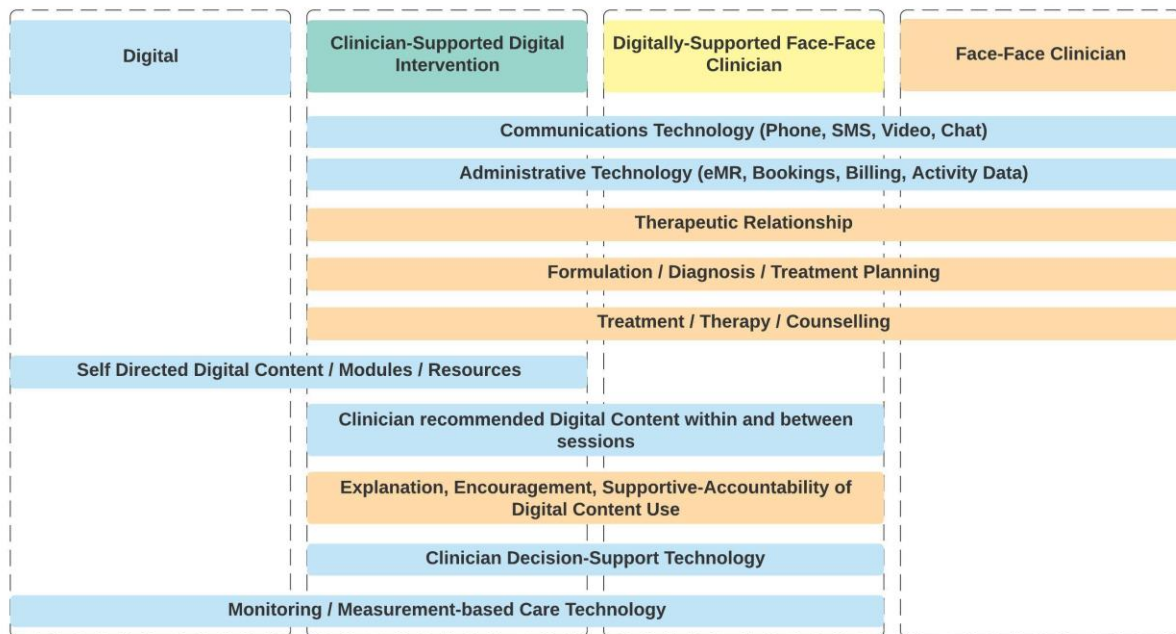 Digital
Clinician-Supported Digital
Intervention
Digitally-Supported Face-Face
Clinician
Face-Face Clinician
Communications Technology (Phone, SMS, Video, Chat)
Administrative Technology (eMR, Bookings, Billing, Activity Data)
Therapeutic Relationship
Formulation / Diagnosis / Treatment Planning
Treatment / Therapy / Counselling
Self Directed Digital Content / Modules / Resources
Clinician recommended Digital Content within and between
sessions
Explanation, Encouragement, Supportive-Accountability of
Digital Content Use
Clinician Decision-Support Technology
Monitoring / Measurement-based Care Technology